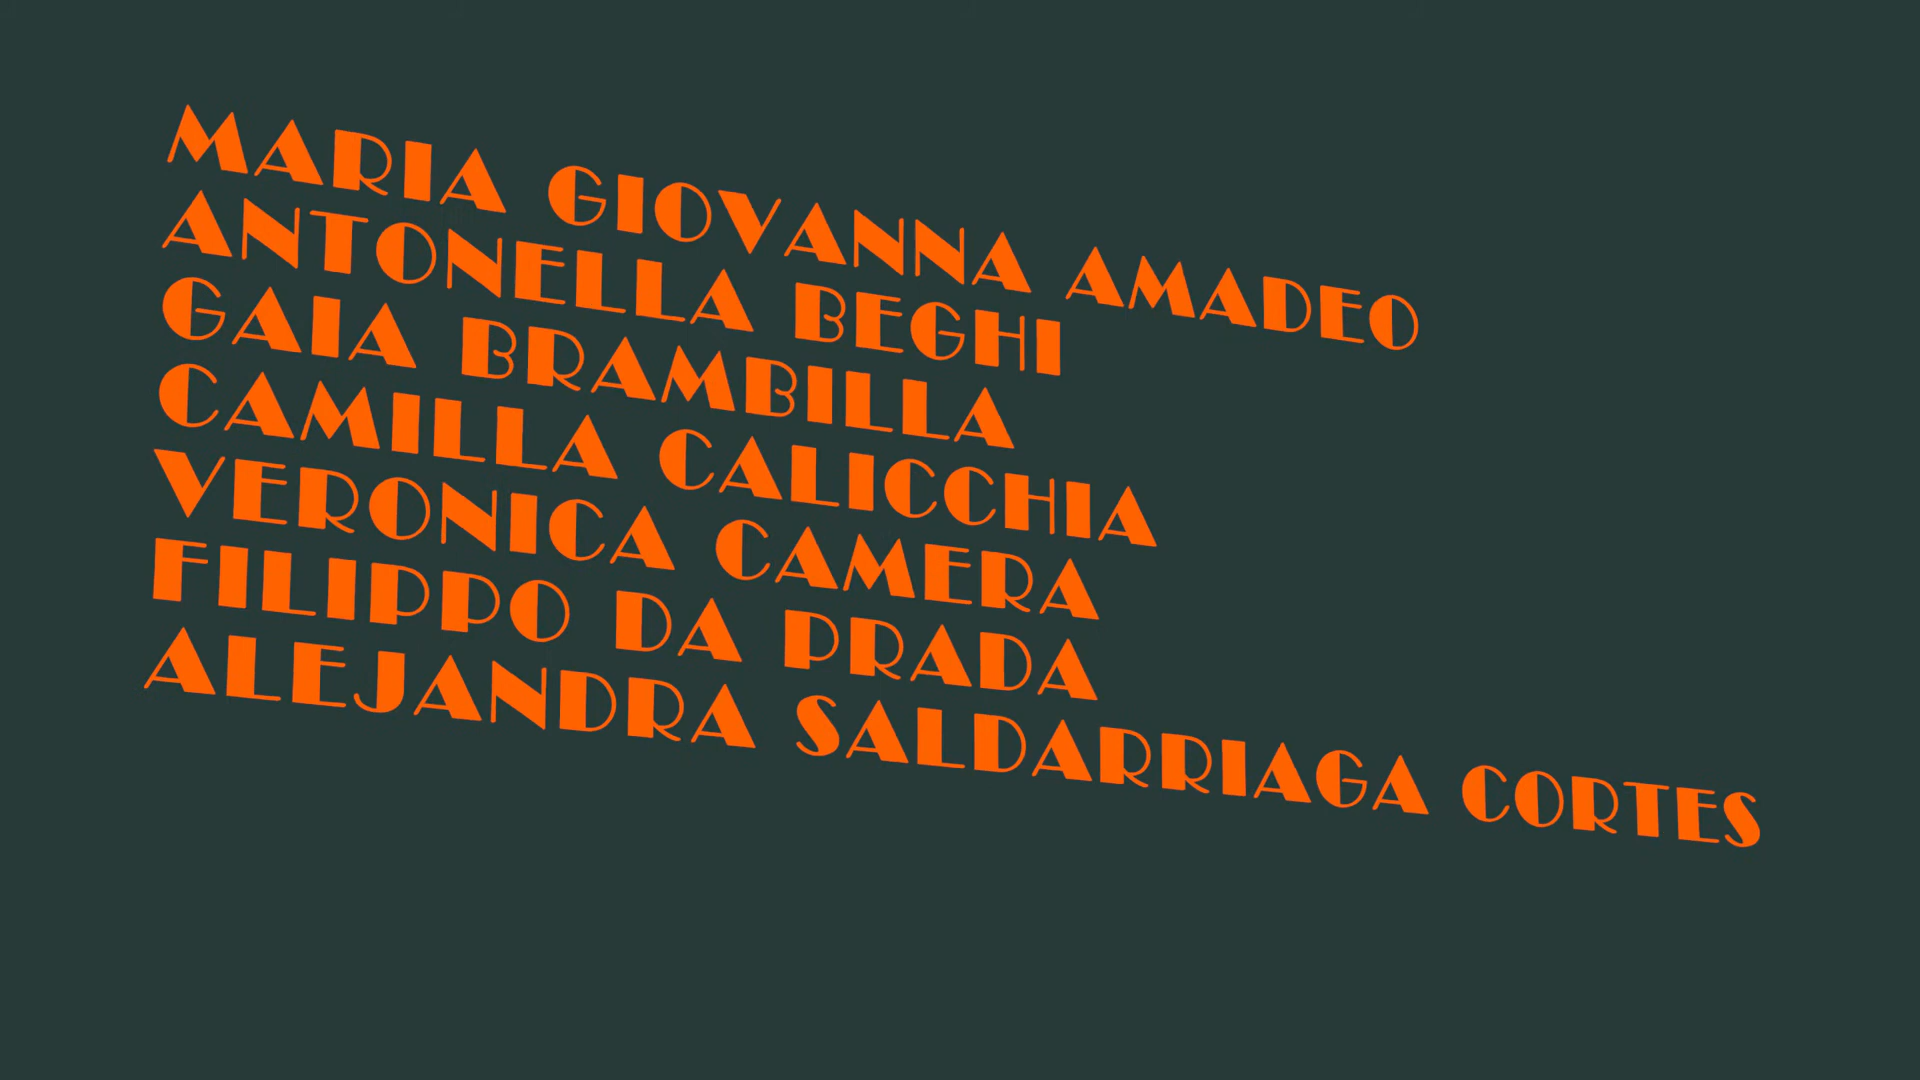 MARIA GIOVANNA AMADEO
ANTONELLA BEGHI
GAIA BRAMBILLA
CAMILLA CALICCHIA
VERONICA CAMERA
FILIPPO DA PRADA
ALEJANDRA SALDARRIAGA CORTES